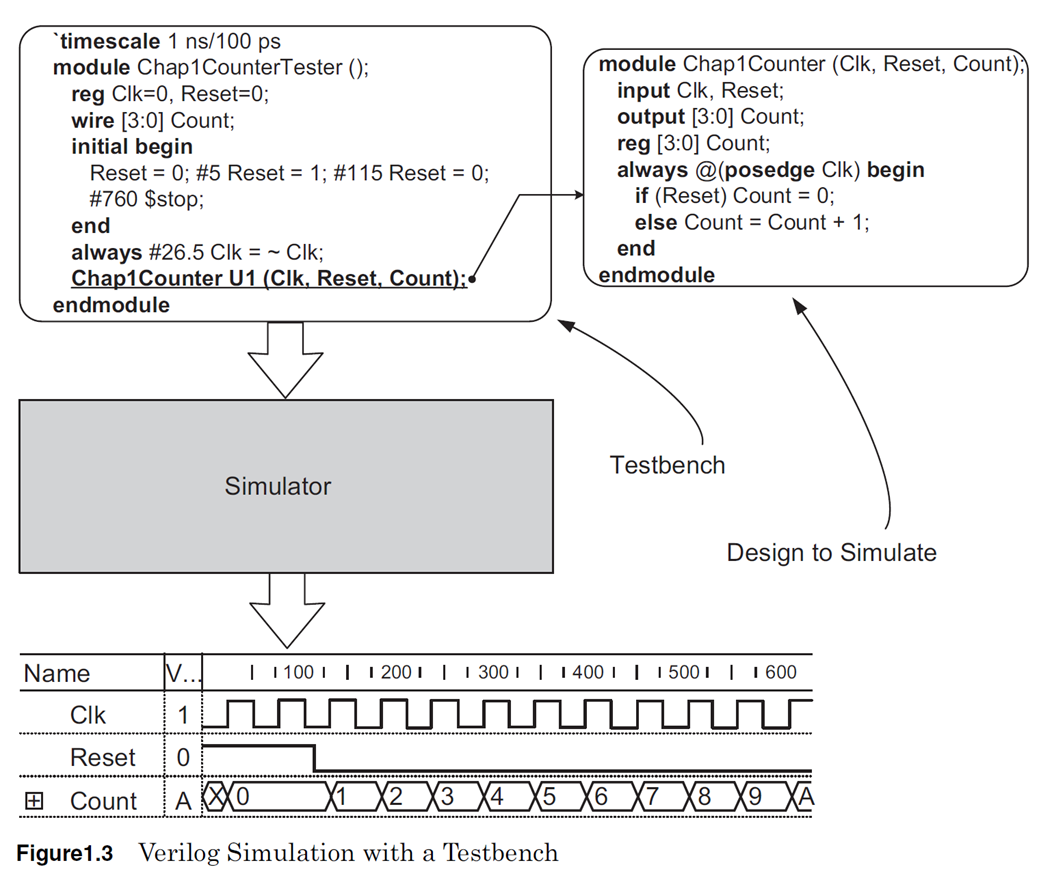 `timescale 1 ns/100 ps
module Chap1CounterTester ();
reg Clk=0, Reset=0;
wire [3:0] Count;
initial begin
Reset = 0; #5 Reset = 1; #115 Reset = 0;
#760 $stop;
end
always #26.5 Clk = ~ Clk;
Chap1Counter U1 (Clk, Reset, Count);
endmodule
module Chap1Counter (Clk, Reset, Count);
input Clk, Reset;
output [3:0] Count;
reg [3:0] Count;
always @(posedge Clk) begin
if (Reset) Count = 0;
else Count = Count + 1;
end
endmodule
Testbench
Design to Simulate
Simulator
Name V... 100 200 300 400 500 600
Clk 1
Reset 0
Count A X 0 1 2 3 4 5 6 7 8 9 A
Figure1.3 Verilog Simulation with a Testbench